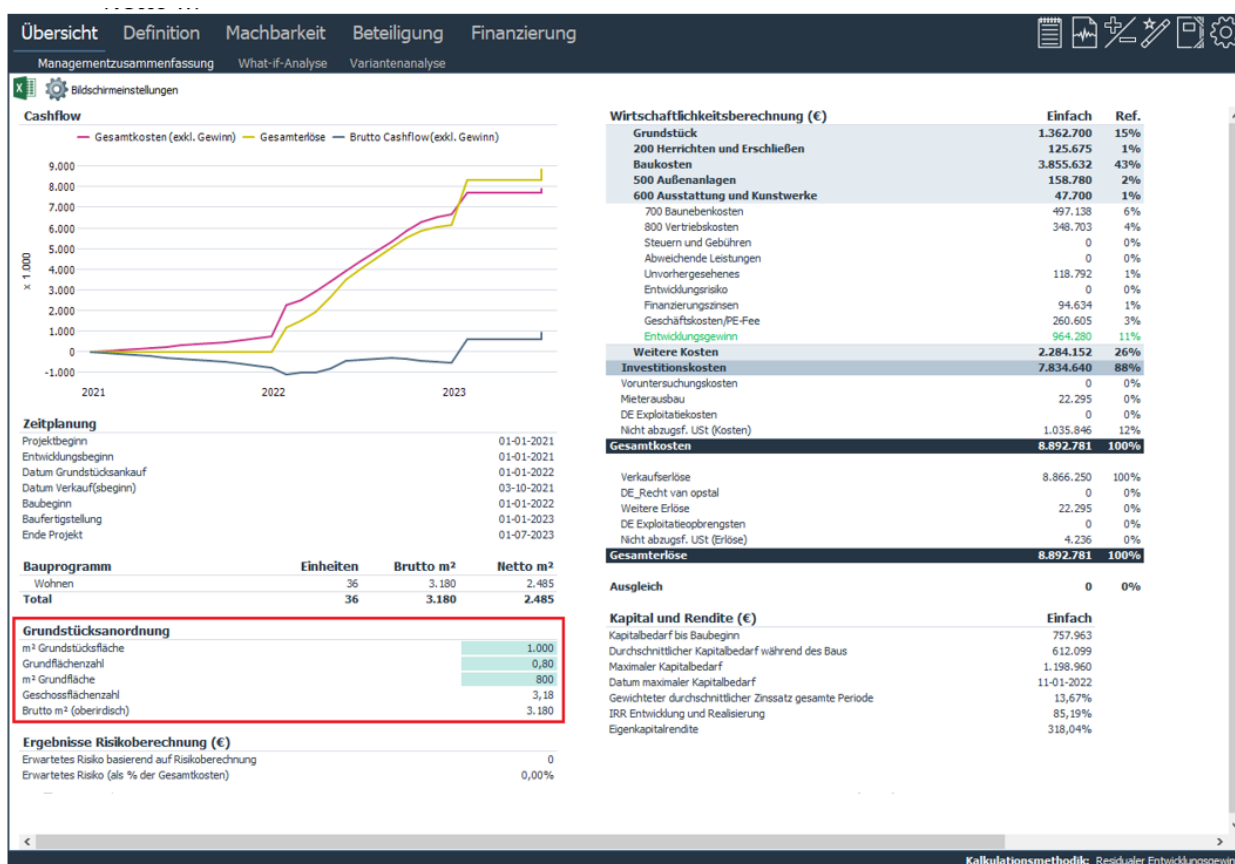 Übersicht Definition Machbarkeit Beteiligung Finanzierung
Managementzusammenfassung What-if-Analyse Variantenanalyse
Bildschirmeinstellungen
Cashflow
Gesamtkosten (exkl. Gewinn) Gesamterlöse Brutto Cashflow(exkl. Gewinn)
9.000
8.000
7.000
6.000
5.000
4.000
3.000
2.000
1.000
0
-1.000
x 1.000
2021 2022 2023
Zeitplanung
Projektbeginn 01-01-2021
Entwicklungsbeginn 01-01-2021
Datum Grundstücksankauf 01-01-2022
Datum Verkauf(sbeginn) 03-10-2021
Baubeginn 01-01-2022
Baufertigstellung 01-01-2023
Ende Projekt 01-07-2023
Bauprogramm Einheiten Brutto m² Netto m²
Wohnen 36 3.180 2.485
Total 36 3.180 2.485
Grundstücksanordnung
m² Grundstücksfläche 1.000
Grundflächenzahl 0,80
m² Grundfläche 800
Geschossflächenzahl 3,18
Brutto m² (oberirdisch) 3.180
Ergebnisse Risikoberechnung (€)
Erwartetes Risiko basierend auf Risikoberechnung 0
Erwartetes Risiko (als % der Gesamtkosten) 0,00%
Wirtschaftlichkeitsberechnung (€) Einfach Ref.
Grundstück 1.362.700 15%
200 Herrichten und Erschließen 125.675 1%
Baukosten 3.855.632 43%
500 Außenanlagen 158.780 2%
600 Ausstattung und Kunstwerke 47.700 1%
700 Baunebenkosten 497.138 6%
800 Vertriebskosten 348.703 4%
Steuern und Gebühren 0 0%
Abweichende Leistungen 0 0%
Unvorhergesehenes 118.792 1%
Entwicklungsrisiko 0 0%
Finanzierungszinsen 94.634 1%
Geschäftskosten/PE-Fee 260.605 3%
Entwicklungsgewinn 964.280 11%
Weitere Kosten 2.284.152 26%
Investitionskosten 7.834.640 88%
Voruntersuchungskosten 0 0%
Mieterausbau 22.295 0%
DE Exploitatiekosten 0 0%
Nicht abzugsf. USt (Kosten) 1.035.846 12%
Gesamtkosten 8.892.781 100%
Verkaufserlöse 8.866.250 100%
DE_Recht van opstal 0 0%
Weitere Erlöse 22.295 0%
DE Exploitatieopbrengsten 0 0%
Nicht abzugsf. USt (Erlöse) 4.236 0%
Gesamterlöse 8.892.781 100%
Ausgleich 0 0%
Kapital und Rendite (€) Einfach
Kapitalbedarf bis Baubeginn 757.963
Durchschnittlicher Kapitalbedarf während des Baus 612.099
Maximaler Kapitalbedarf 1.198.960
Datum maximaler Kapitalbedarf 11-01-2022
Gewichteter durchschnittlicher Zinssatz gesamte Periode 13,67%
IRR Entwicklung und Realisierung 85,19%
Eigenkapitalrendite 318,04%
Kalkulationsmethodik: Residualer Entwicklungsgewin